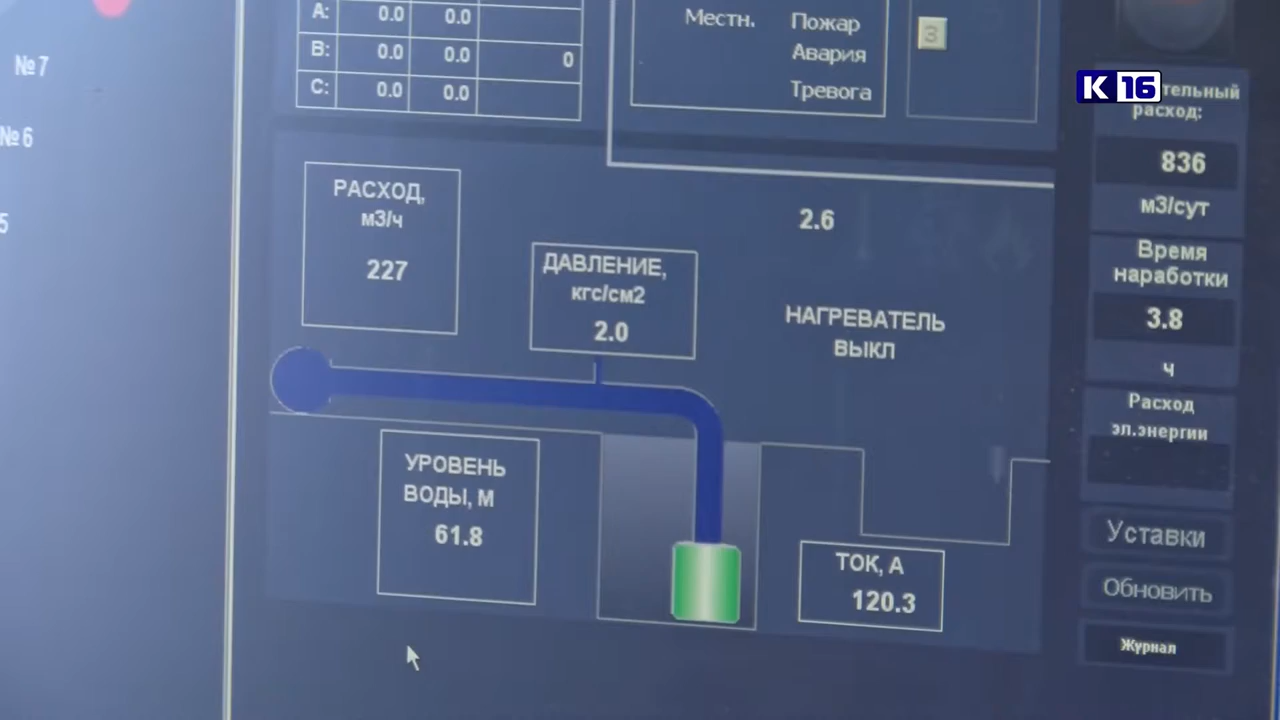 №7
№6
5
A: 0.0 0.0
B: 0.0 0.0 0
C: 0.0 0.0
Местн. Пожар
Авария
Тревога
3
К 16
расход:
836
м3/сут
Время
наработки
3.8
ч
Расход
эл.энергии
Уставки
Обновить
Журнал
РАСХОД,
м3/ч
227
2.6
ДАВЛЕНИЕ,
кгс/см2
2.0
НАГРЕВАТЕЛЬ
ВЫКЛ
УРОВЕНЬ
ВОДЫ, М
61.8
ТОК, А
120.3